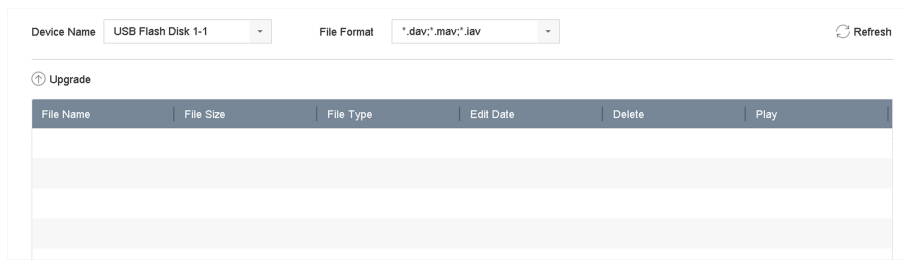 Device Name USB Flash Disk 1-1 File Format *.dav;*.mav;*.iav Refresh
Upgrade
File Name File Size File Type Edit Date Delete Play